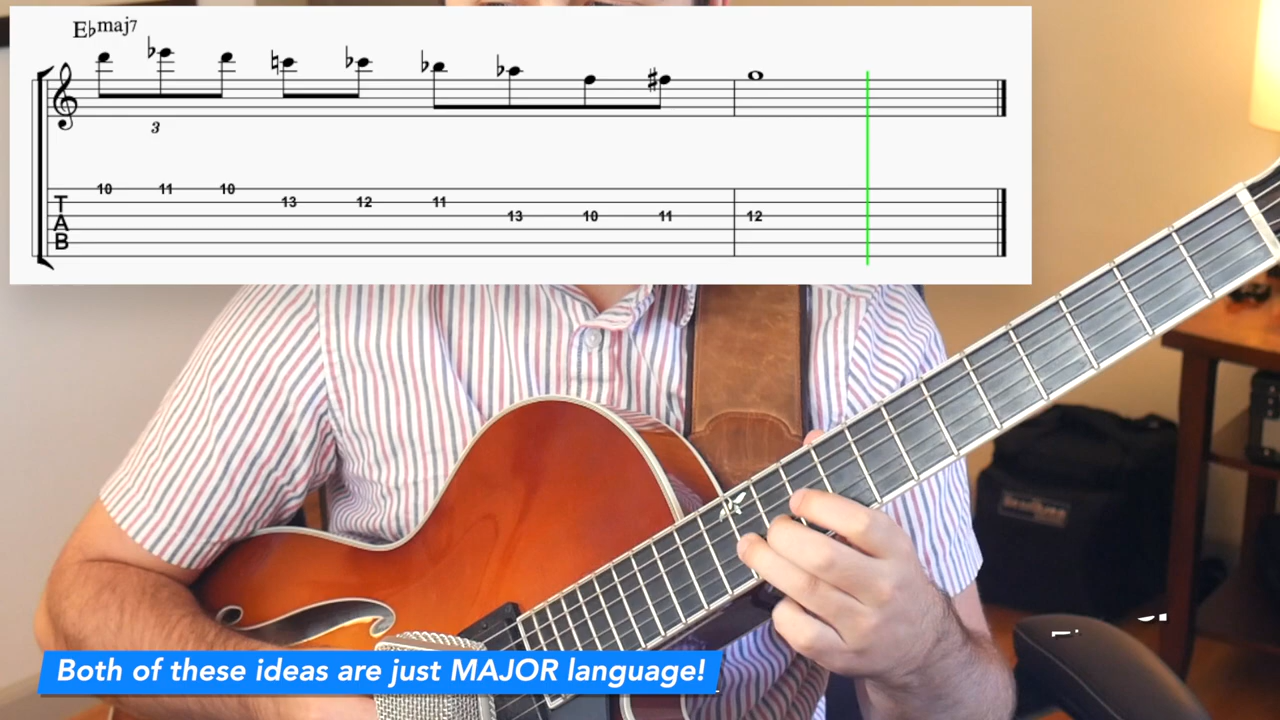 E♭maj7
3
10 11 10 13 12 11 13 10 11 12
T
A
B
Both of these ideas are just MAJOR language!